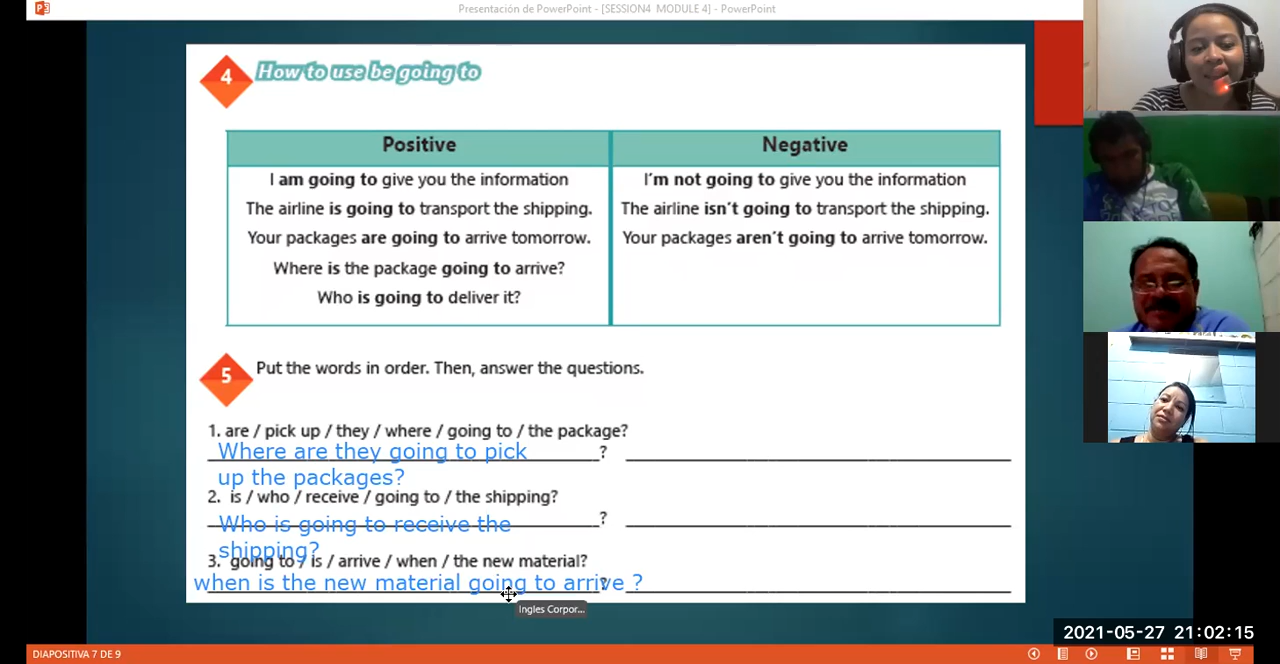 Presentación de PowerPoint - [SESSION4 MODULE 4] - PowerPoint
4 How to use be going to
Positive
Negative
I am going to give you the information
I'm not going to give you the information
The airline is going to transport the shipping.
The airline isn't going to transport the shipping.
Your packages are going to arrive tomorrow.
Your packages aren't going to arrive tomorrow.
Where is the package going to arrive?
Who is going to deliver it?
5 Put the words in order. Then, answer the questions.
1. are / pick up / they / where / going to / the package?
Where are they going to pick
?
up the packages?
2. is / who / receive / going to / the shipping?
Who is going to receive the
?
shipping?
3. going to / is / arrive / when / the new material?
when is the new material going to arrive ?
?
Ingles Corpor...
2021-05-27 21:02:15
DIAPOSITIVA 7 DE 9